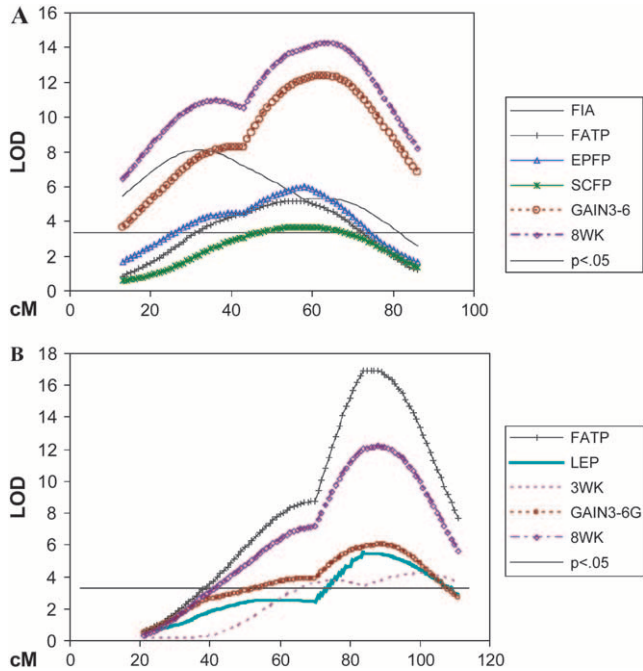 A
16
14
12
10
8
6
4
2
0
LOD
cM
0 20 40 60 80 100
FIA
FATP
EPFP
SCFP
GAIN3-6
8WK
p<.05
B
18
16
14
12
10
8
6
4
2
0
LOD
cM
0 20 40 60 80 100 120
FATP
LEP
3WK
GAIN3-6G
8WK
p<.05